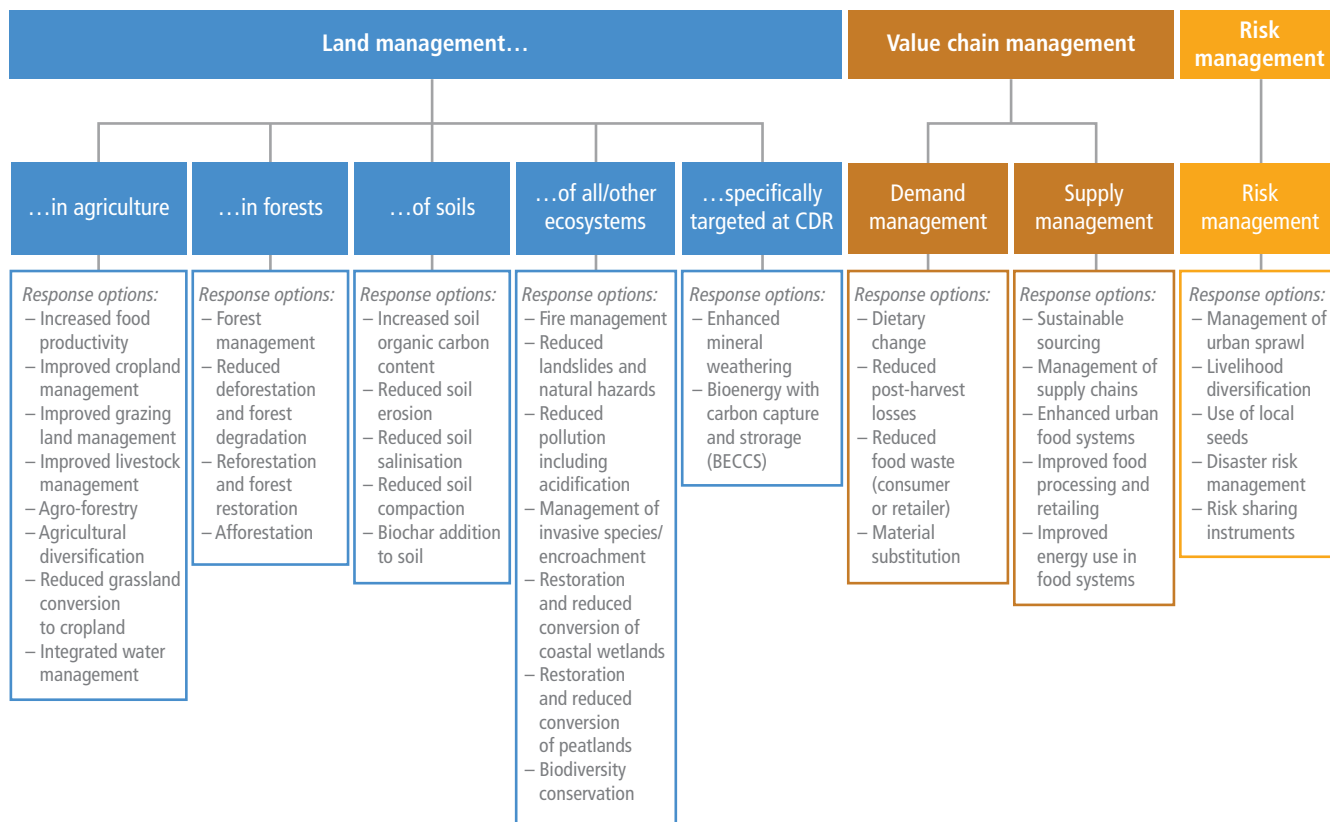 Land management…
Value chain management
Risk
management
…in agriculture
…in forests
…of soils
…of all/other
ecosystems
…specifically
targeted at CDR
Demand
management
Supply
management
Risk
management
Response options:
– Increased food
productivity
– Improved cropland
management
– Improved grazing
land management
– Improved livestock
management
– Agro-forestry
– Agricultural
diversification
– Reduced grassland
conversion
to cropland
– Integrated water
management
Response options:
– Forest
management
– Reduced
deforestation
and forest
degradation
– Reforestation
and forest
restoration
– Afforestation
Response options:
– Increased soil
organic carbon
content
– Reduced soil
erosion
– Reduced soil
salinisation
– Reduced soil
compaction
– Biochar addition
to soil
Response options:
– Fire management
– Reduced
landslides and
natural hazards
– Reduced
pollution
including
acidification
– Management of
invasive species/
encroachment
– Restoration
and reduced
conversion of
coastal wetlands
– Restoration
and reduced
conversion
of peatlands
– Biodiversity
conservation
Response options:
– Enhanced
mineral
weathering
– Bioenergy with
carbon capture
and strorage
(BECCS)
Response options:
– Dietary
change
– Reduced
post-harvest
losses
– Reduced
food waste
(consumer
or retailer)
– Material
substitution
Response options:
– Sustainable
sourcing
– Management of
supply chains
– Enhanced urban
food systems
– Improved food
processing and
retailing
– Improved
energy use in
food systems
Response options:
– Management of
urban sprawl
– Livelihood
diversification
– Use of local
seeds
– Disaster risk
management
– Risk sharing
instruments